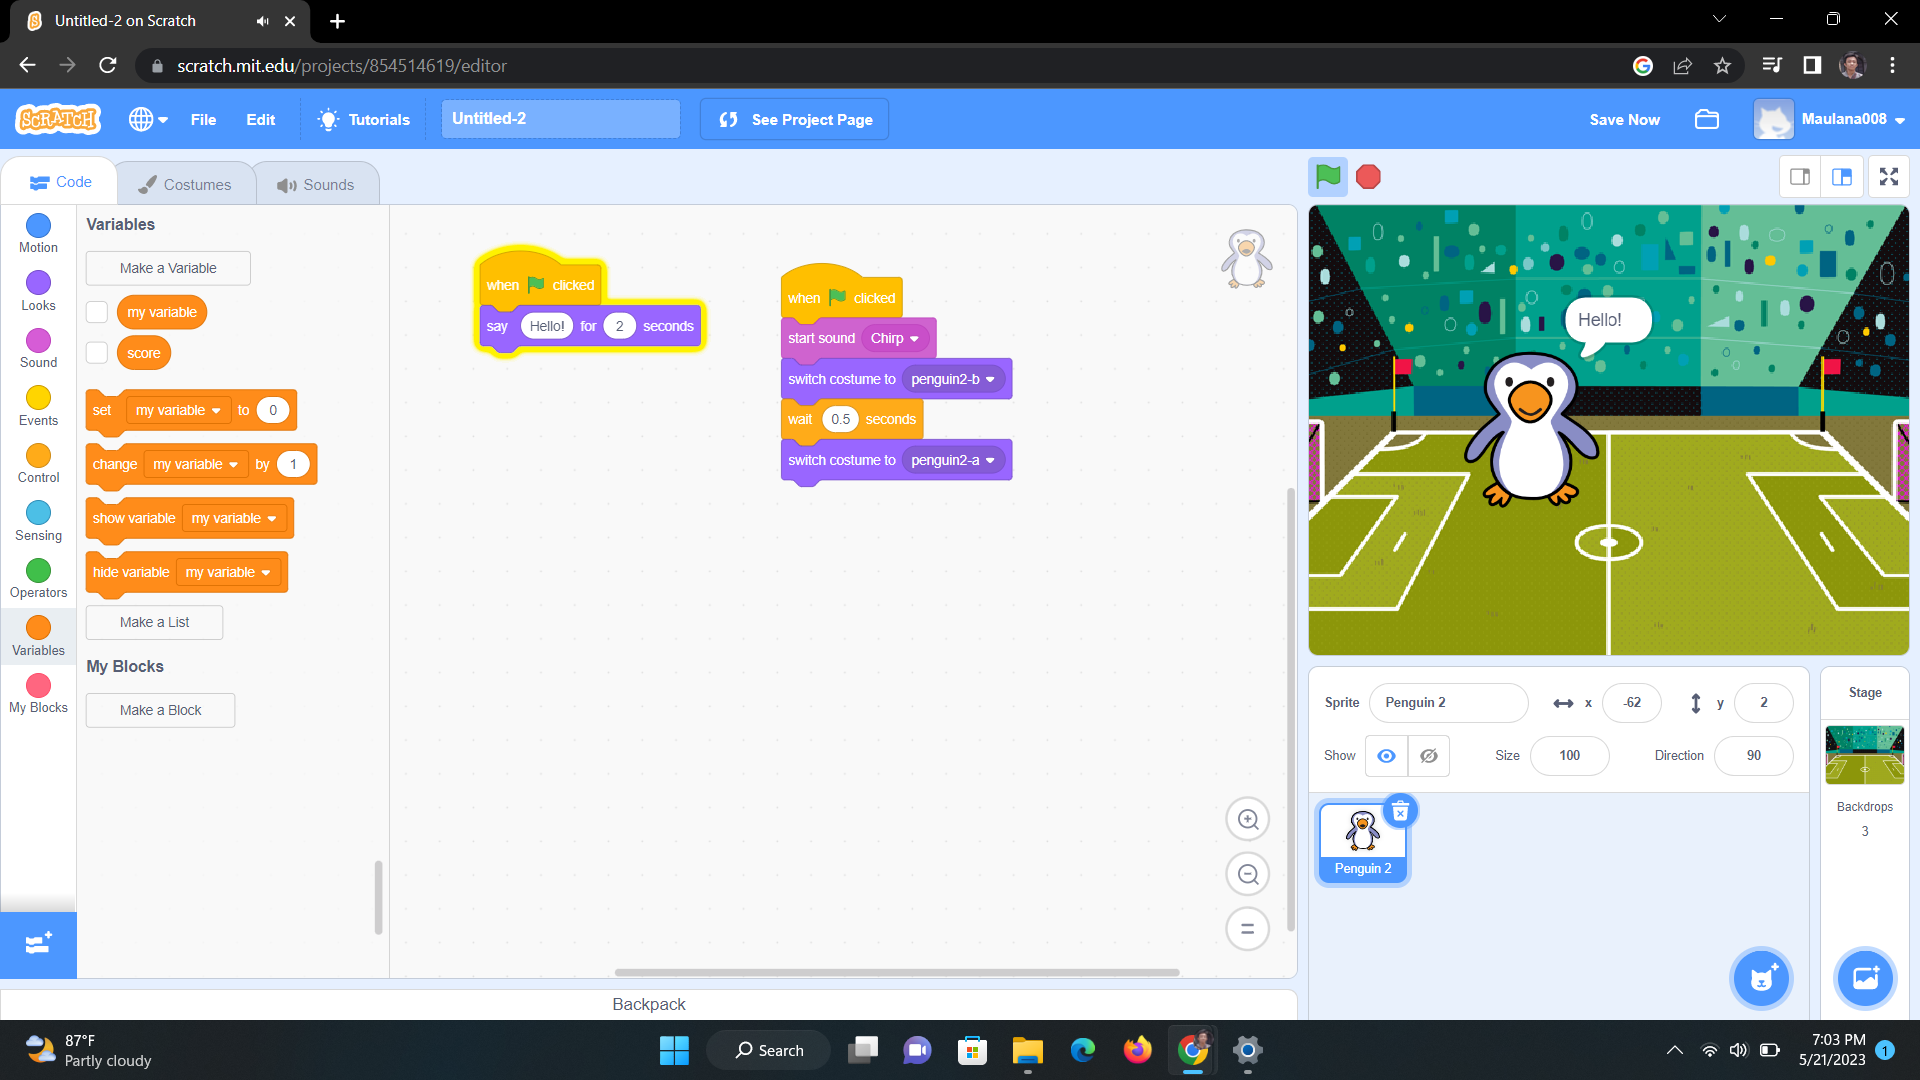 Untitled-2 on Scratch
scratch.mit.edu/projects/854514619/editor
SCRATCH
File
Edit
Tutorials
Untitled-2
See Project Page
Save Now
Maulana008
Code
Costumes
Sounds
Motion
Looks
Sound
Events
Control
Sensing
Operators
Variables
My Blocks
Variables
Make a Variable
my variable
score
set my variable to 0
change my variable by 1
show variable my variable
hide variable my variable
Make a List
My Blocks
Make a Block
when clicked
say Hello! for 2 seconds
when clicked
start sound Chirp
switch costume to penguin2-b
wait 0.5 seconds
switch costume to penguin2-a
Backpack
Hello!
Sprite Penguin 2 x -62 y 2
Show Size 100 Direction 90
Penguin 2
Stage
Backdrops
3
87°F
Partly cloudy
Search
7:03 PM
5/21/2023
1